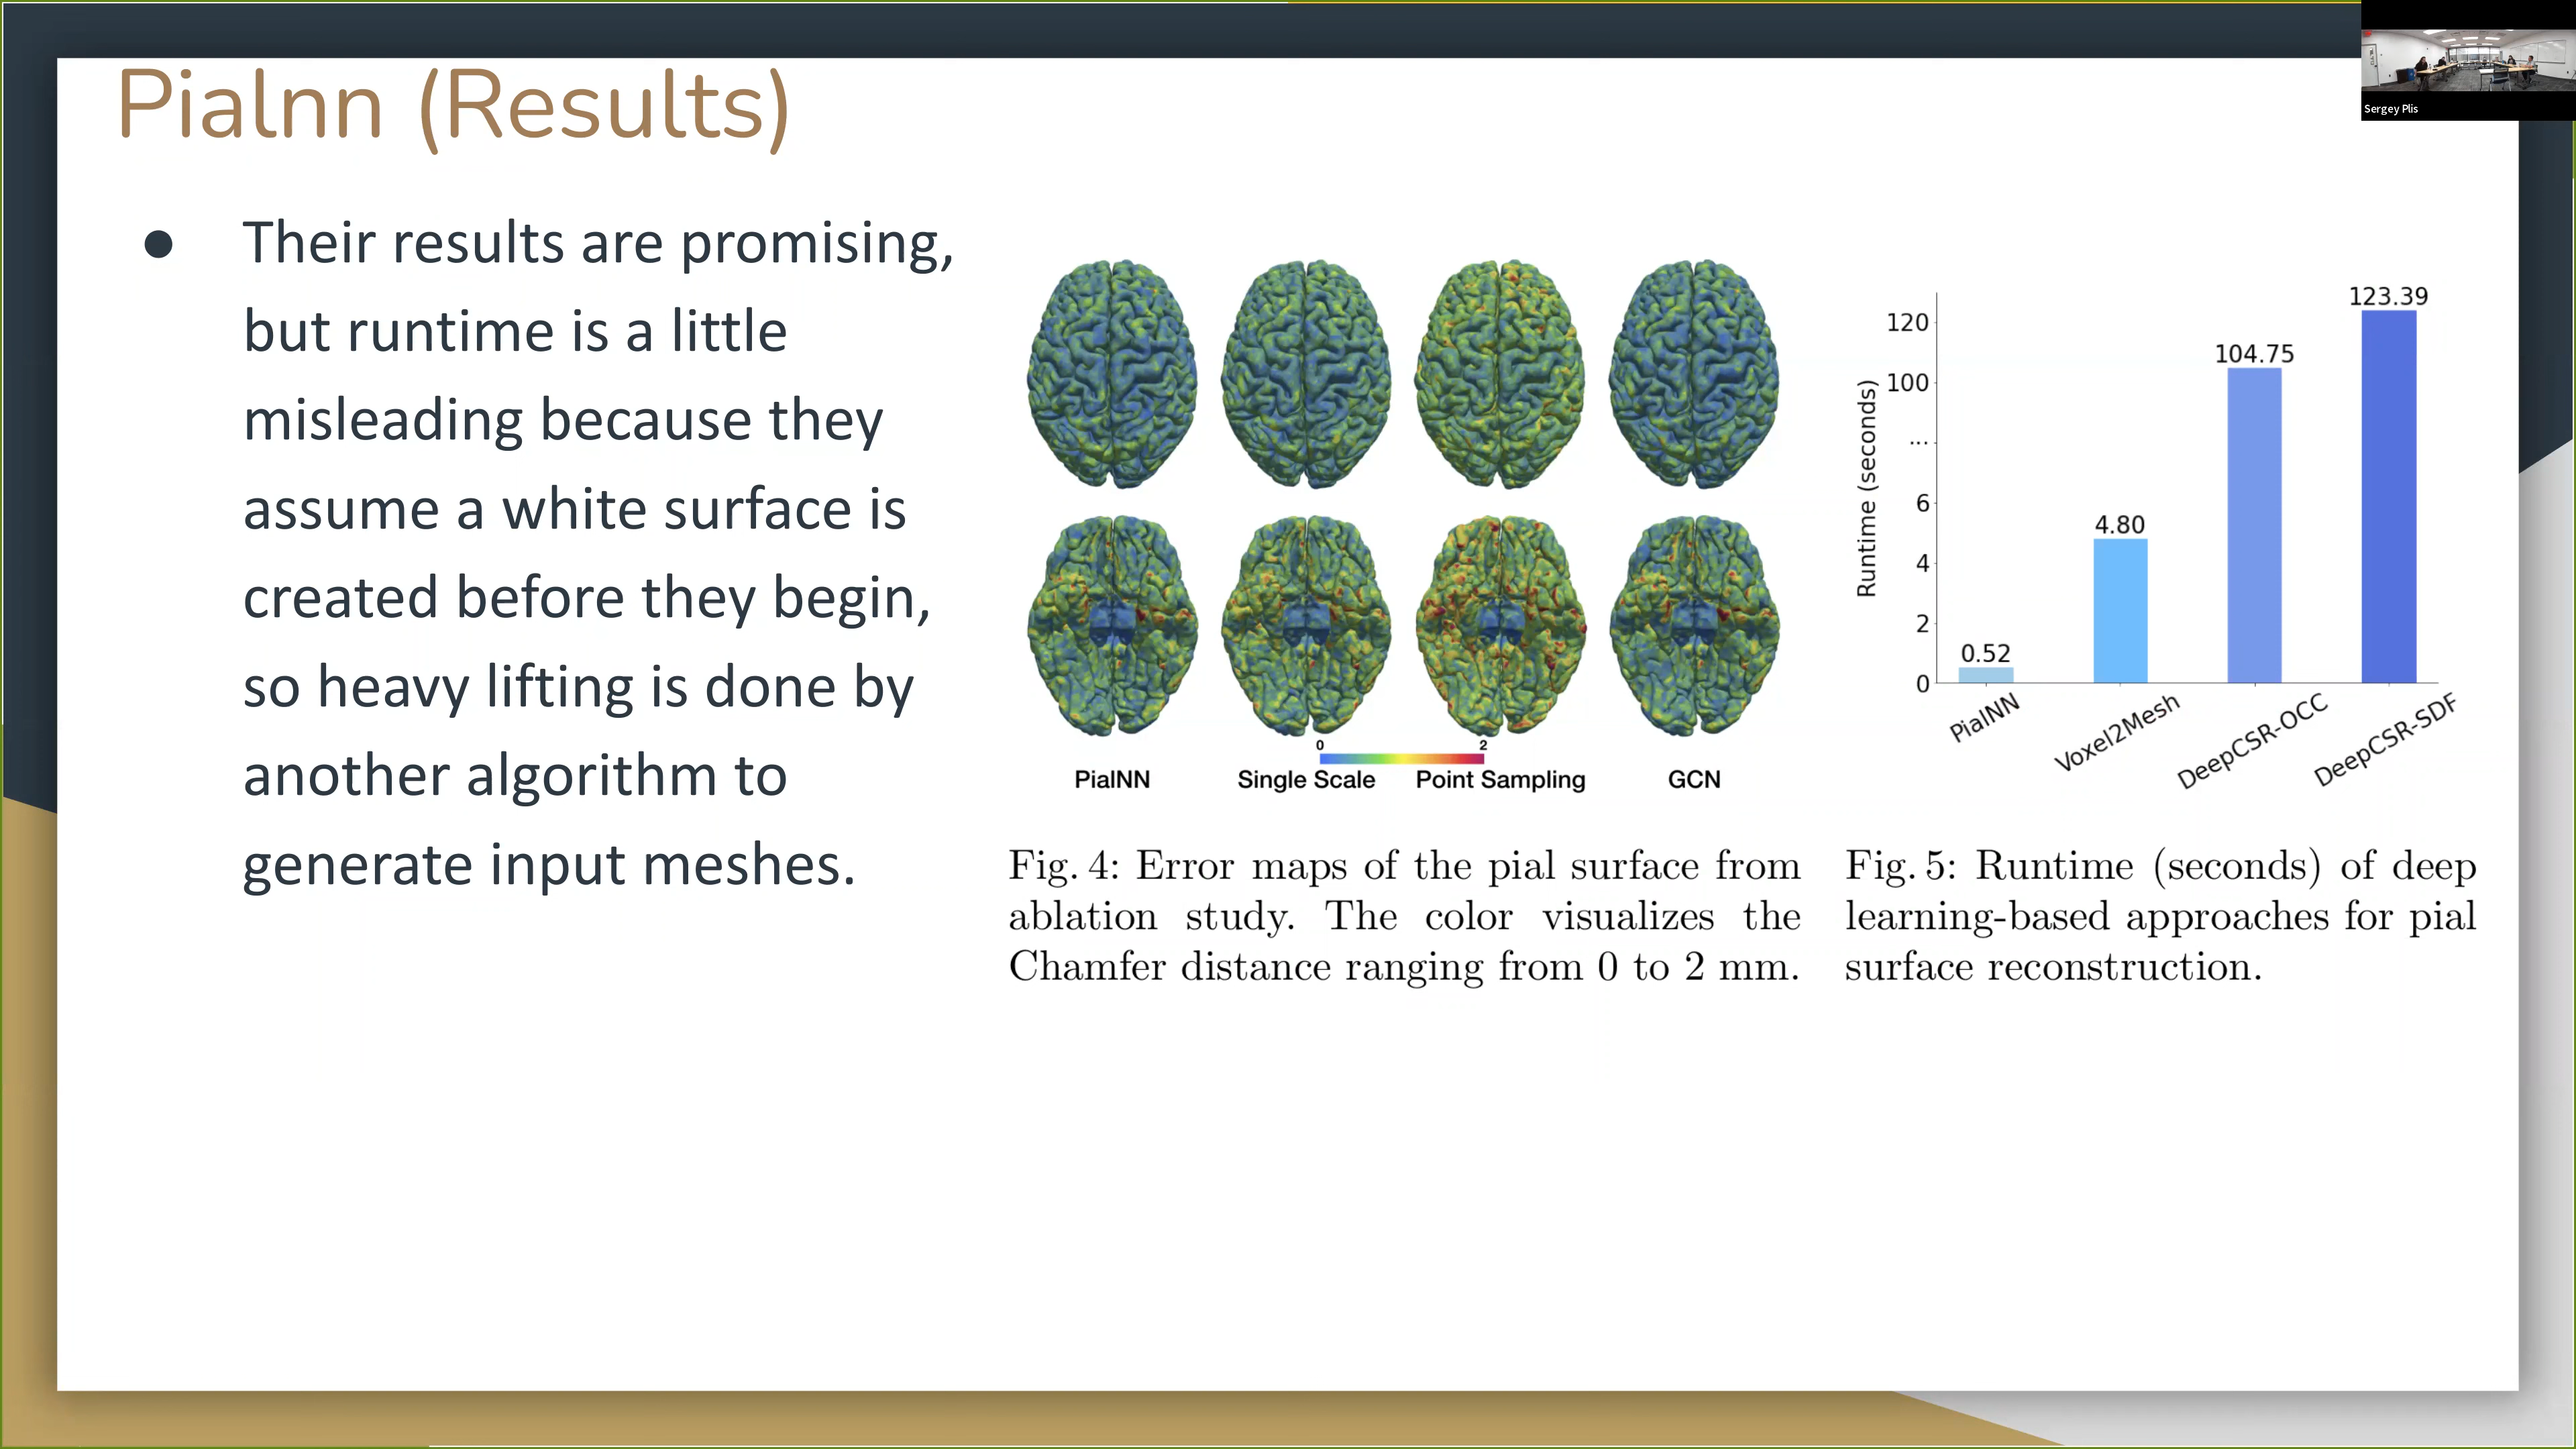 Pialnn (Results)
Sergey Plis
● Their results are promising,
but runtime is a little
misleading because they
assume a white surface is
created before they begin,
so heavy lifting is done by
another algorithm to
generate input meshes.
0 2
PialNN Single Scale Point Sampling GCN
Fig. 4: Error maps of the pial surface from
ablation study. The color visualizes the
Chamfer distance ranging from 0 to 2 mm.
Runtime (seconds)
120
100
...
6
4
2
0
0.52
4.80
104.75
123.39
PialNN
Voxel2Mesh
DeepCSR-OCC
DeepCSR-SDF
Fig. 5: Runtime (seconds) of deep
learning-based approaches for pial
surface reconstruction.